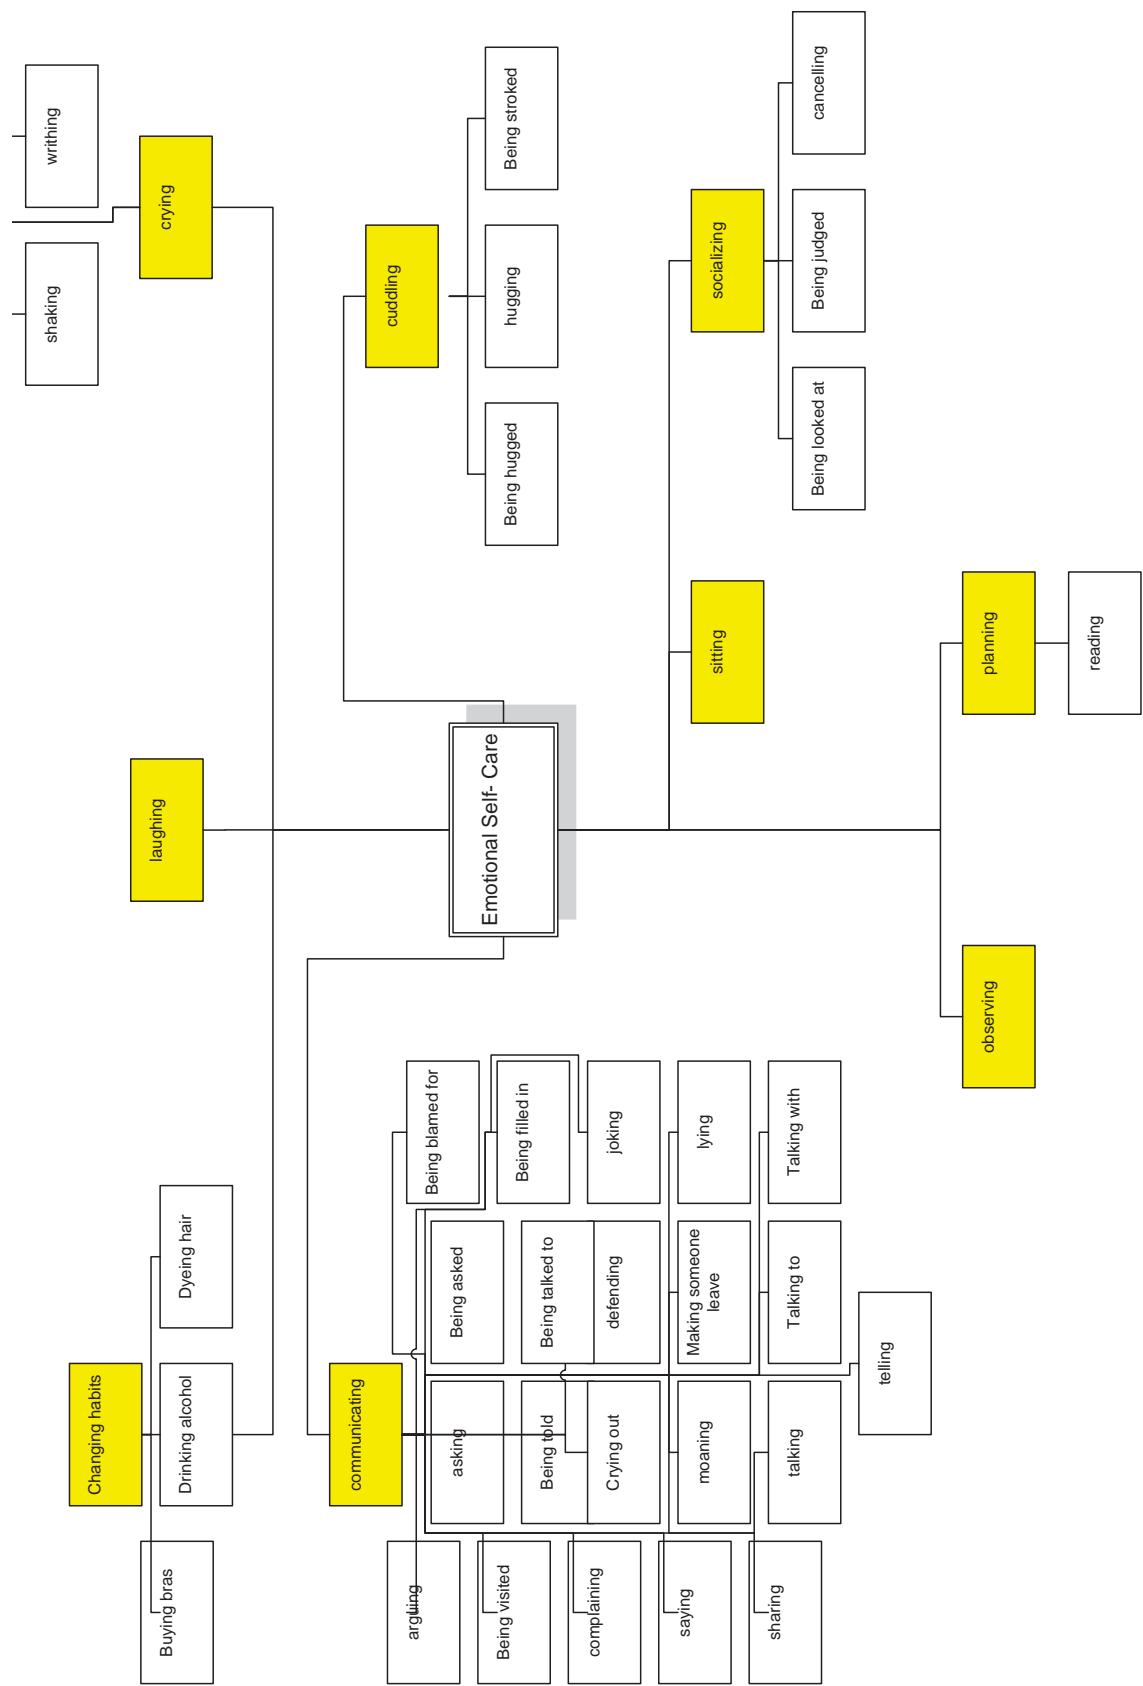 Buying bras
Changing habits
Drinking alcohol
Dyeing hair
laughing
shaking
writhing
crying
communicating
cuddling
arguing
Being visited
complaining
saying
sharing
asking
Being told
Crying out
moaning
talking
Being asked
Being talked to
defending
Making someone
leave
Talking to
telling
Being blamed for
Being filled in
joking
lying
Talking with
Emotional Self- Care
Being hugged
hugging
Being stroked
sitting
socializing
Being looked at
Being judged
cancelling
observing
planning
reading